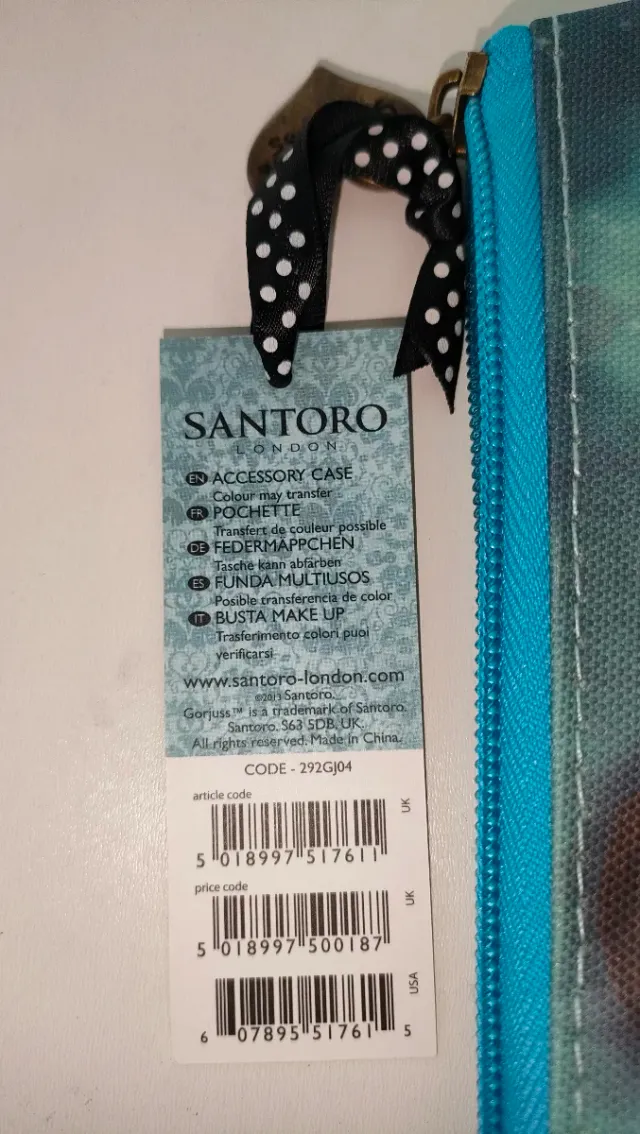 SANTORO
LONDON
EN ACCESSORY CASE
Colour may transfer
FR POCHETTE
Transfert de couleur possible
DE FEDERMÄPPCHEN
Tasche kann abfärben
ES FUNDA MULTIUSOS
Posible transferencia de color
IT BUSTA MAKE UP
Trasferimento colori puoi
verificarsi
www.santoro-london.com
©2013 Santoro.
Gorjuss™ is a trademark of Santoro.
Santoro. S63 5DB, UK.
All rights reserved. Made in China.
CODE - 292GJ04
article code
UK
5 018997 517611
price code
UK
5 018997 500187
USA
6 07895 51761 5